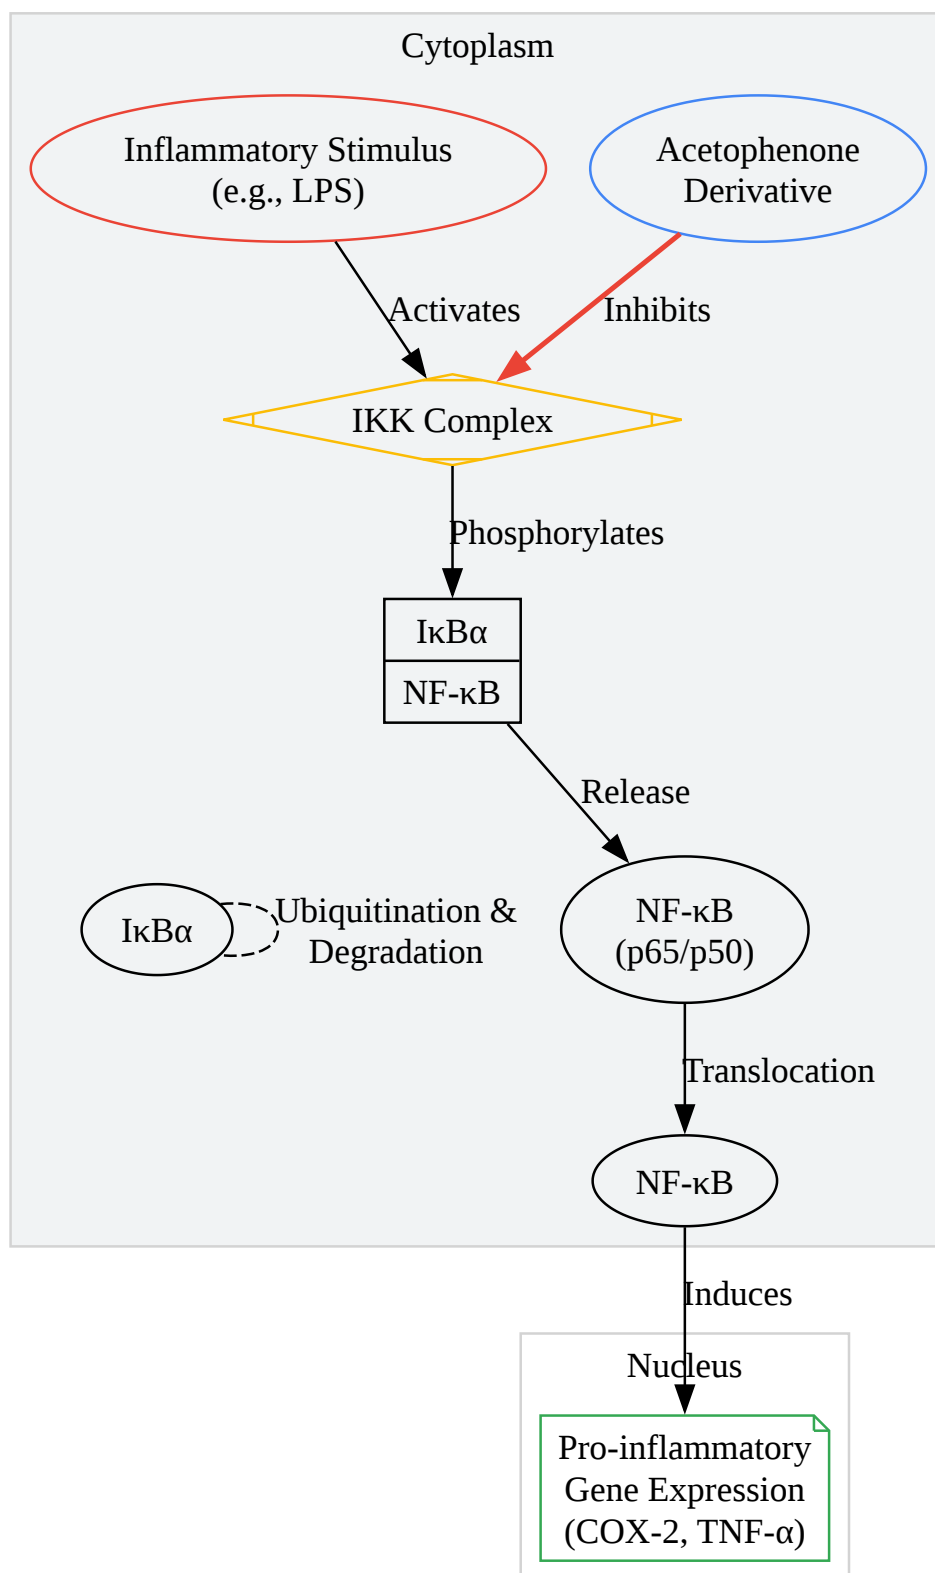 Cytoplasm
Inflammatory Stimulus
(e.g., LPS)
Acetophenone
Derivative
Activates
Inhibits
IKK Complex
Phosphorylates
IκBα
NF-κB
Release
IκBα
Ubiquitination &
Degradation
NF-κB
(p65/p50)
Translocation
NF-κB
Induces
Nucleus
Pro-inflammatory
Gene Expression
(COX-2, TNF-α)